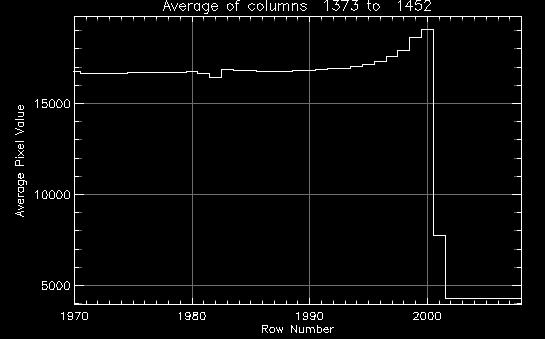 Average of columns 1373 to 1452
Average Pixel Value
15000
10000
5000
1970 1980 1990 2000
Row Number